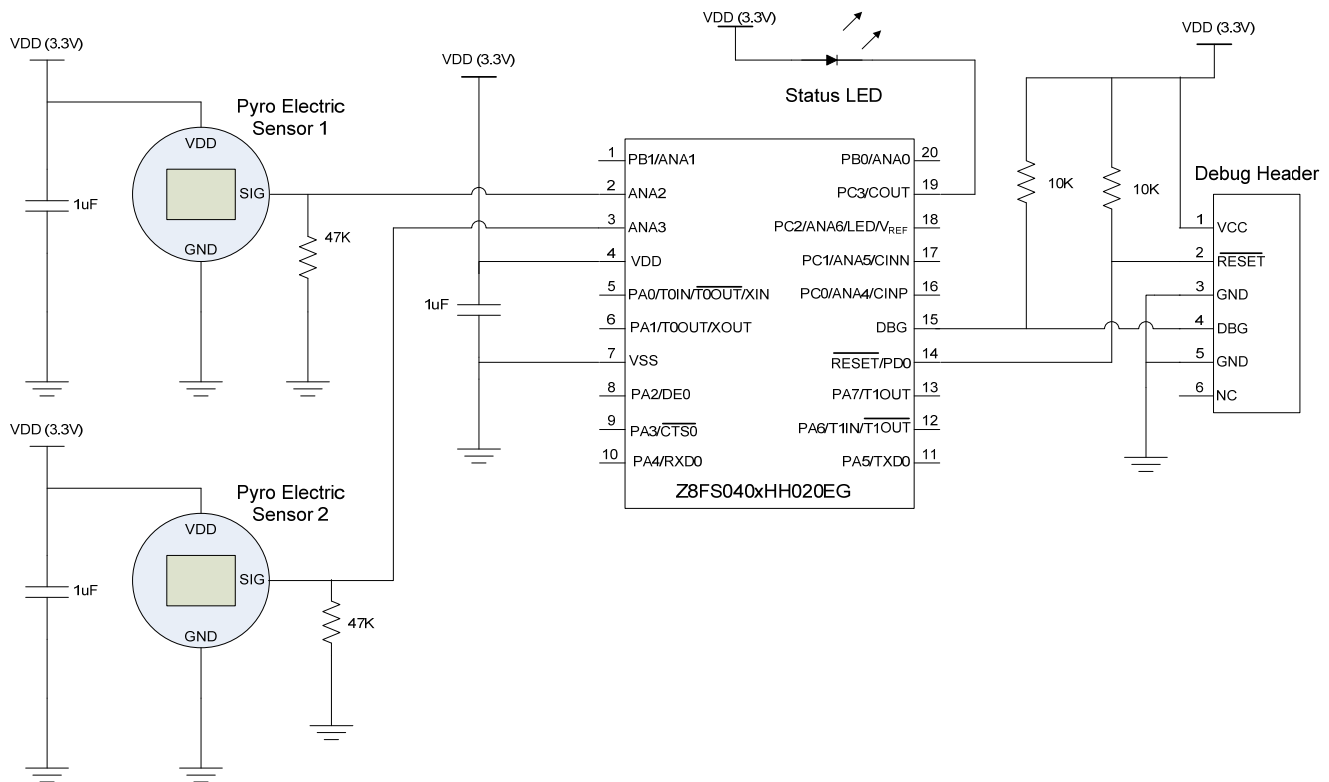 VDD (3.3V)
Pyro Electric
Sensor 1
VDD
SIG
GND
1uF
47K
VDD (3.3V)
1uF
VDD (3.3V)
Status LED
VDD (3.3V)
10K
10K
Debug Header
1 VCC
2 RESET
3 GND
4 DBG
5 GND
6 NC
1 PB1/ANA1
2 ANA2
3 ANA3
4 VDD
5 PA0/T0IN/T0OUT/XIN
6 PA1/T0OUT/XOUT
7 VSS
8 PA2/DE0
9 PA3/CTS0
10 PA4/RXD0
PB0/ANA0 20
PC3/COUT 19
PC2/ANA6/LED/VREF 18
PC1/ANA5/CINN 17
PC0/ANA4/CINP 16
DBG 15
RESET/PD0 14
PA7/T1OUT 13
PA6/T1IN/T1OUT 12
PA5/TXD0 11
Z8FS040xHH020EG
VDD (3.3V)
Pyro Electric
Sensor 2
VDD
SIG
GND
1uF
47K